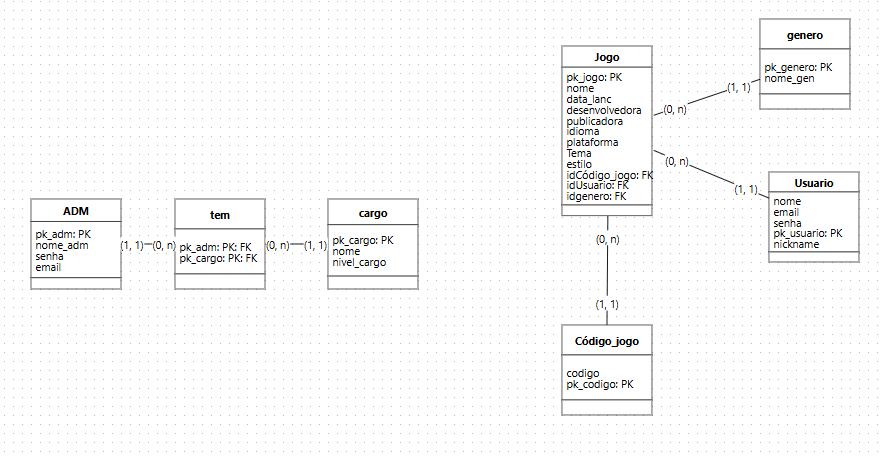 genero
pk_genero: PK
nome_gen
Jogo
pk_jogo: PK
nome
data_lanc
desenvolvedora
publicadora
idioma
plataforma
Tema
estilo
idCódigo_jogo: FK
idUsuario: FK
idgenero: FK
(1, 1)
(0, n)
(0, n)
(1, 1)
Usuario
nome
email
senha
pk_usuario: PK
nickname
ADM
pk_adm: PK
nome_adm
senha
email
(1, 1)
(0, n)
tem
pk_adm: PK: FK
pk_cargo: PK: FK
(0, n)
(1, 1)
cargo
pk_cargo: PK
nome
nivel_cargo
(0, n)
(1, 1)
Código_jogo
codigo
pk_codigo: PK